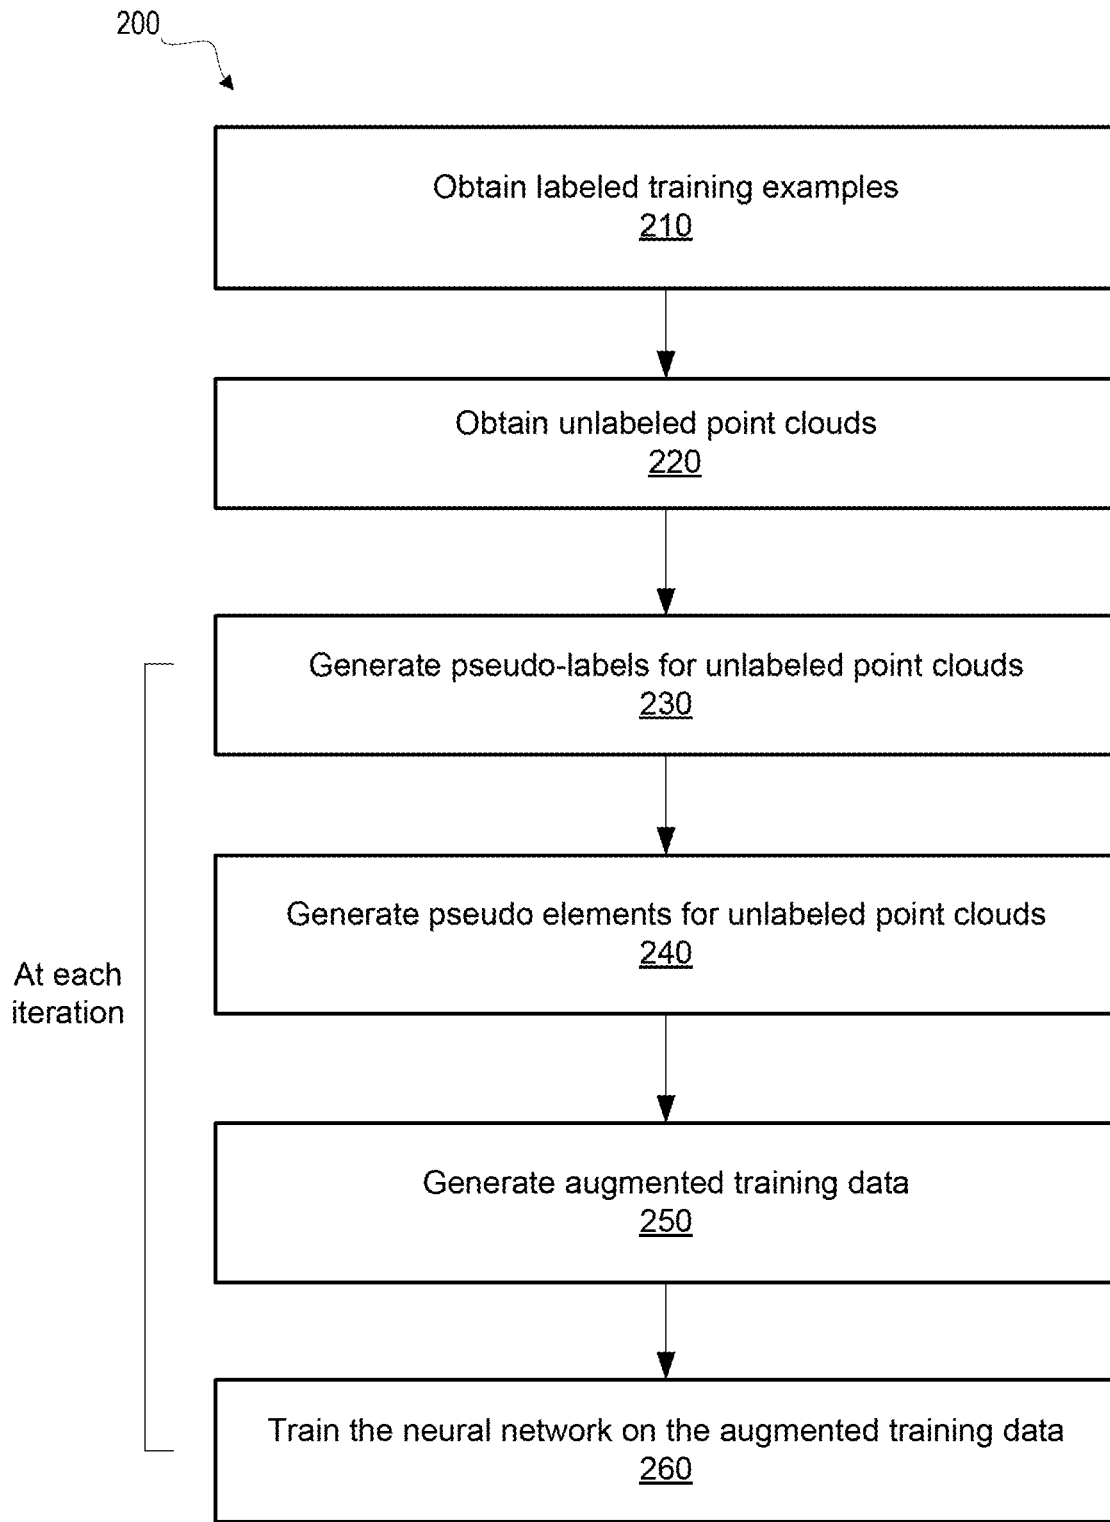 200
Obtain labeled training examples
210
Obtain unlabeled point clouds
220
Generate pseudo-labels for unlabeled point clouds
230
Generate pseudo elements for unlabeled point clouds
240
At each
iteration
Generate augmented training data
250
Train the neural network on the augmented training data
260